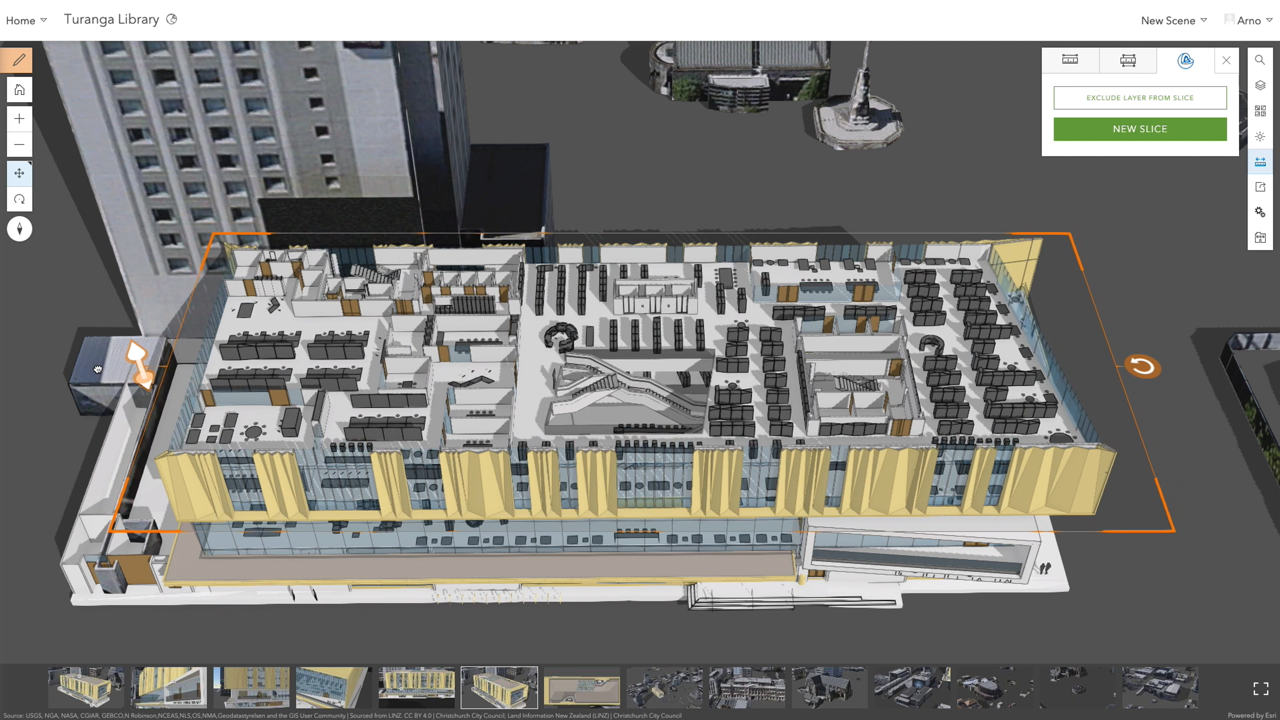 Home
Turanga Library
New Scene
Arno
EXCLUDE LAYER FROM SLICE
NEW SLICE
Source: USGS, NGA, NASA, CGIAR, GEBCO,N Robinson,NCEAS,NLS,OS,NMA,Geodatastyrelsen and the GIS User Community | Sourced from LINZ. CC BY 4.0 | Christchurch City Council; Land Information New Zealand (LINZ) | Christchurch City Council
Powered by Esri